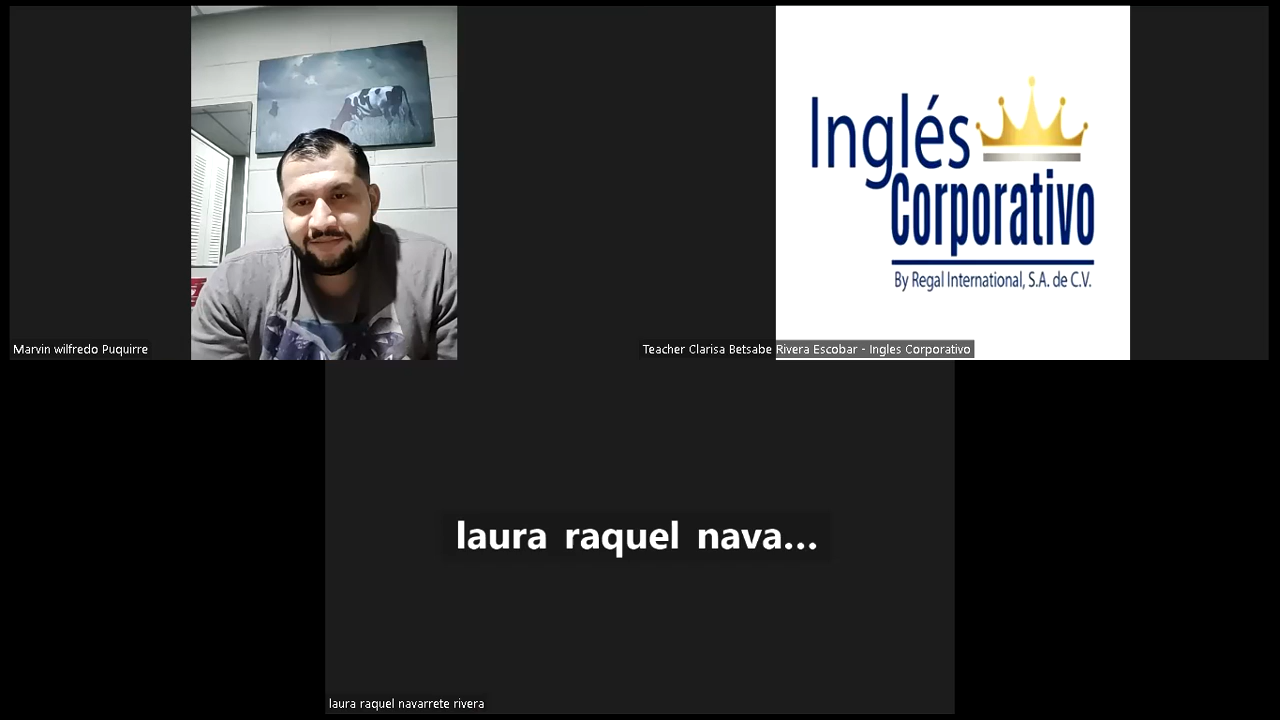 Inglés
Corporativo
By Regal International, S.A. de C.V.
Marvin wilfredo Puquirre
Teacher Clarisa Betsabe Rivera Escobar - Ingles Corporativo
laura raquel nava...
laura raquel navarrete rivera